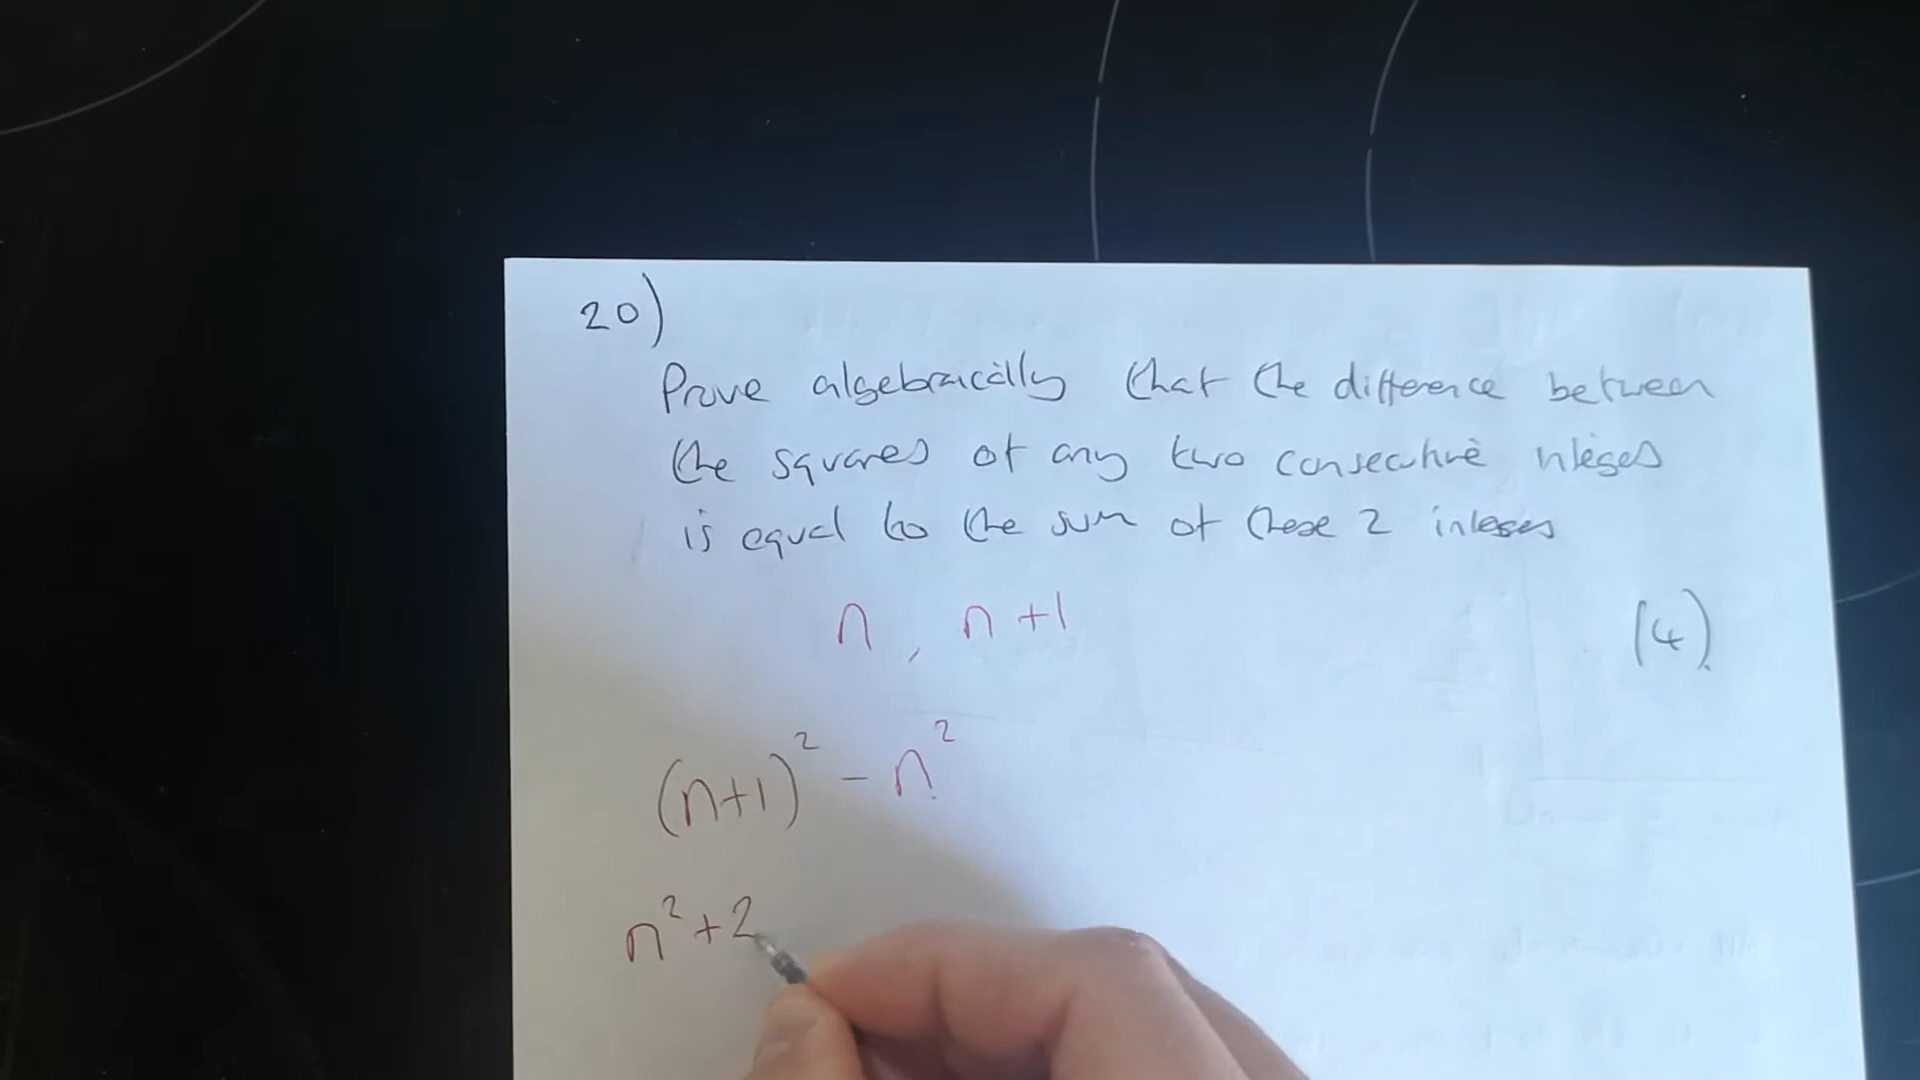 20)
Prove algebraically that the difference between
the squares of any two consecutive integers
is equal to the sum of these 2 integers
n, n+1
(4).
(n+1)² - n²
n²+2